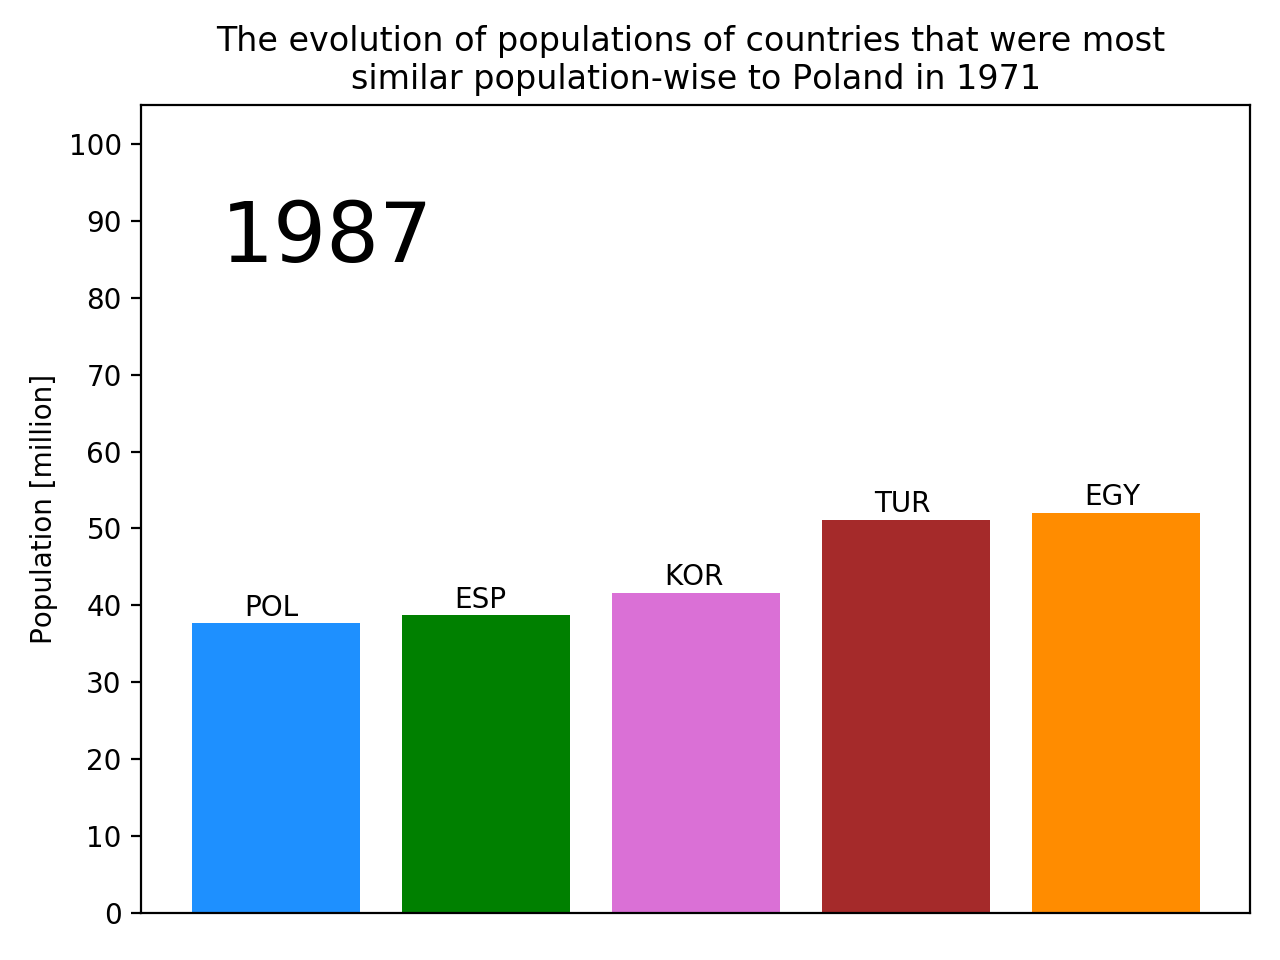 The evolution of populations of countries that were most
similar population-wise to Poland in 1971
100
90
80
70
60
50
40
30
20
10
0
Population [million]
1987
POL
ESP
KOR
TUR
EGY